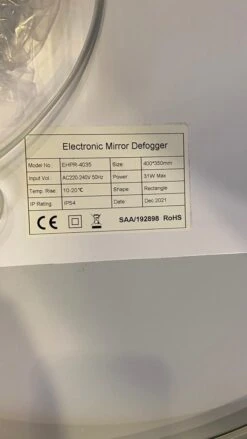 Electronic Mirror Defogger
Model No.: EHPR-4035 Size: 400*350mm
Input Vol.: AC220-240V 50Hz Power: 31W Max
Temp. Rise: 10-20℃ Shape: Rectangle
IP Rating: IP54 Date: Dec 2021
CE SAA/192898 RoHS